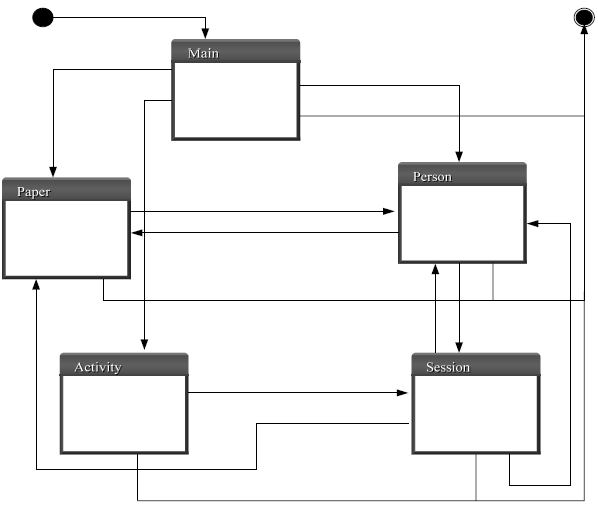 Main
Person
Paper
Activity
Session